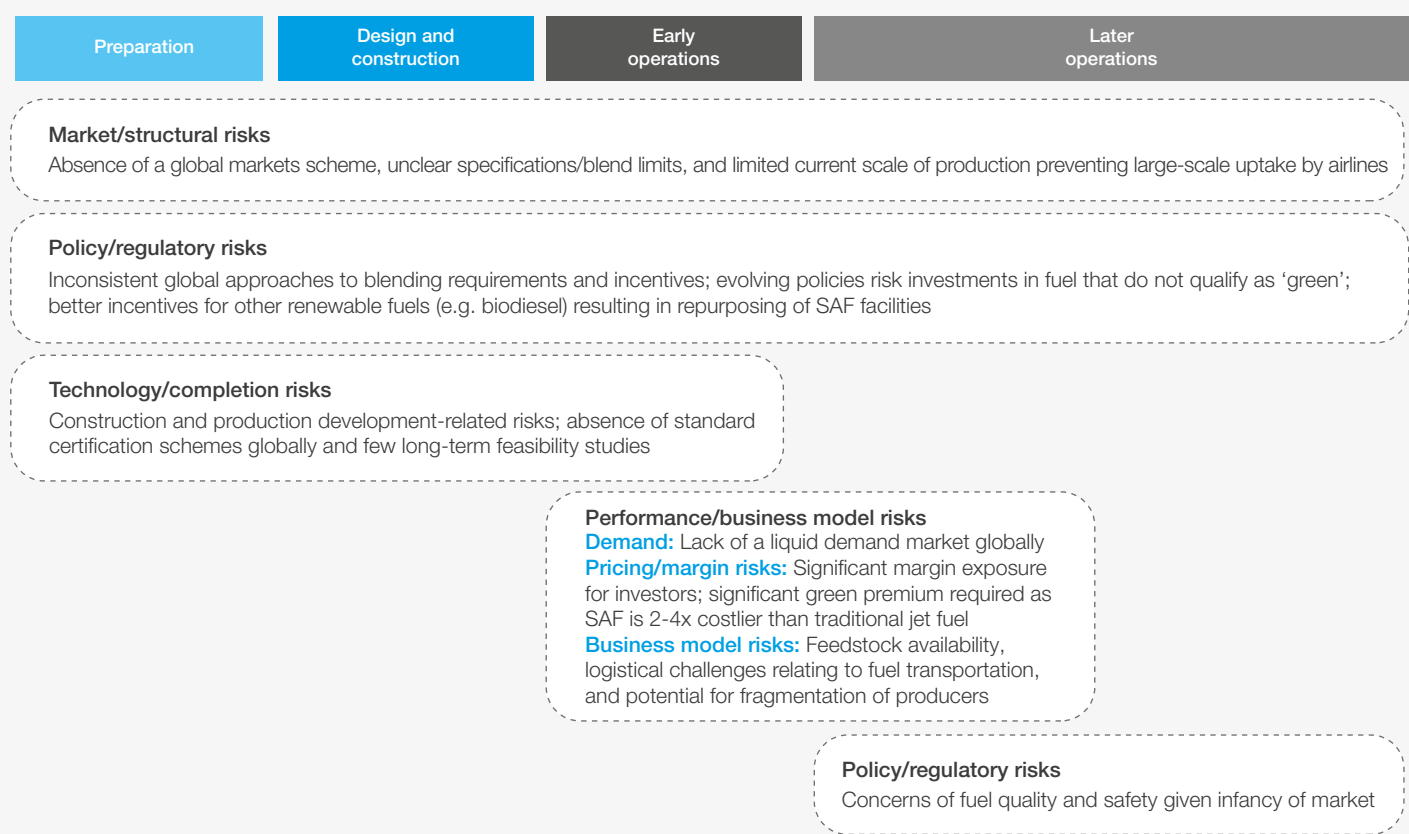 Preparation
Design and
construction
Early
operations
Later
operations
Market/structural risks
Absence of a global markets scheme, unclear specifications/blend limits, and limited current scale of production preventing large-scale uptake by airlines
Policy/regulatory risks
Inconsistent global approaches to blending requirements and incentives; evolving policies risk investments in fuel that do not qualify as ‘green’;
better incentives for other renewable fuels (e.g. biodiesel) resulting in repurposing of SAF facilities
Technology/completion risks
Construction and production development-related risks; absence of standard
certification schemes globally and few long-term feasibility studies
Performance/business model risks
Demand: Lack of a liquid demand market globally
Pricing/margin risks: Significant margin exposure
for investors; significant green premium required as
SAF is 2-4x costlier than traditional jet fuel
Business model risks: Feedstock availability,
logistical challenges relating to fuel transportation,
and potential for fragmentation of producers
Policy/regulatory risks
Concerns of fuel quality and safety given infancy of market